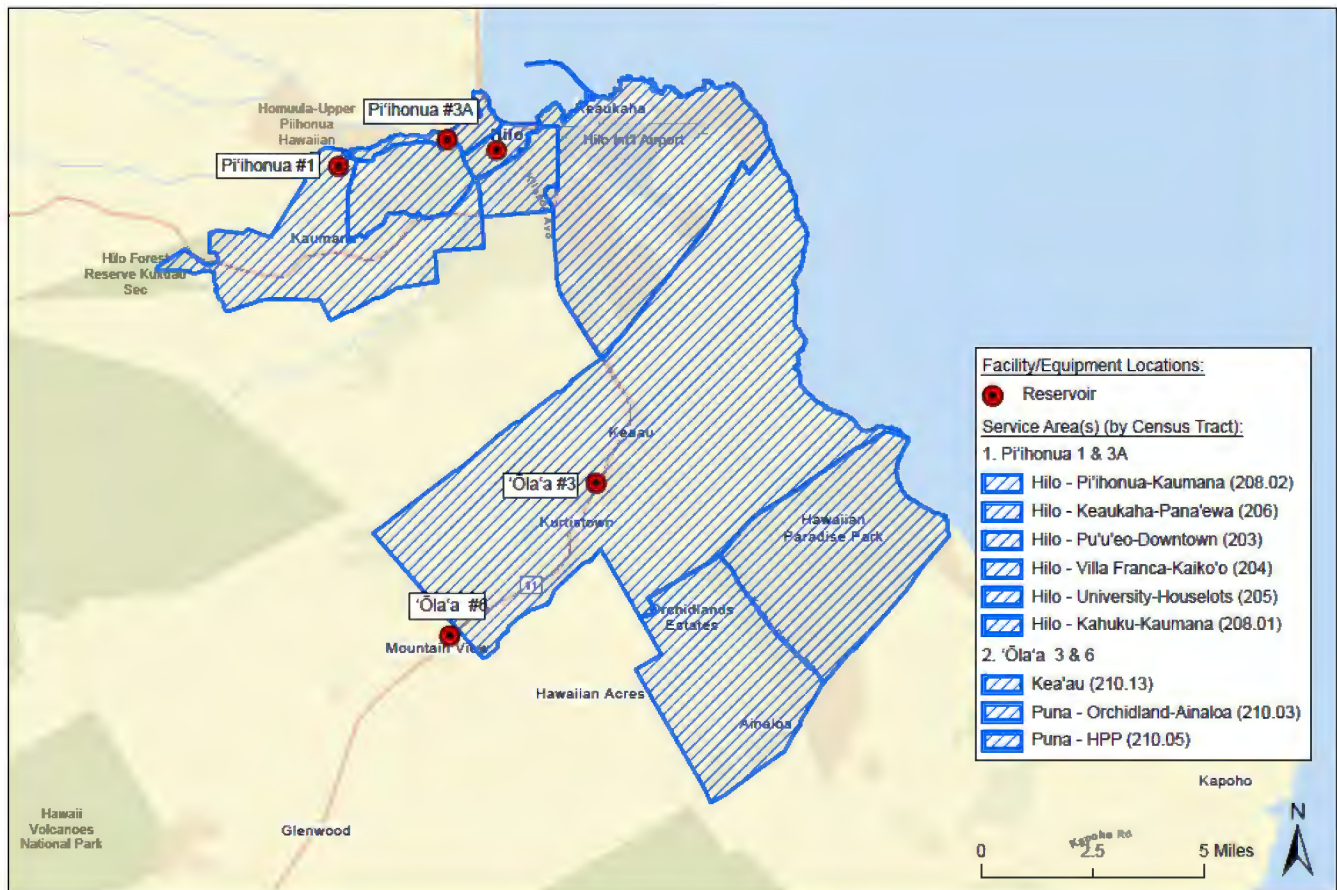 Homuula-Upper
Piihonua
Hawaiian
Pi'ihonua #3A
Keaukaha
Hilo
Hilo Int'l Airport
Pi'ihonua #1
Kaumana
Hilo Forest
Reserve Kukuau
Sec
Keaau
'Ōla'a #3
Kurtistown
Hawaiian
Paradise Park
11
'Ōla'a #6
Orchidlands
Estates
Mountain View
Hawaiian Acres
Ainaloa
Hawaii
Volcanoes
National Park
Glenwood
Facility/Equipment Locations:
Reservoir
Service Area(s) (by Census Tract):
1. Pi'ihonua 1 & 3A
Hilo - Pi'ihonua-Kaumana (208.02)
Hilo - Keaukaha-Pana'ewa (206)
Hilo - Pu'u'eo-Downtown (203)
Hilo - Villa Franca-Kaiko'o (204)
Hilo - University-Houselots (205)
Hilo - Kahuku-Kaumana (208.01)
2. 'Ōla'a 3 & 6
Kea'au (210.13)
Puna - Orchidland-Ainaloa (210.03)
Puna - HPP (210.05)
Kapoho
N
Kapoho Rd
0 2.5 5 Miles